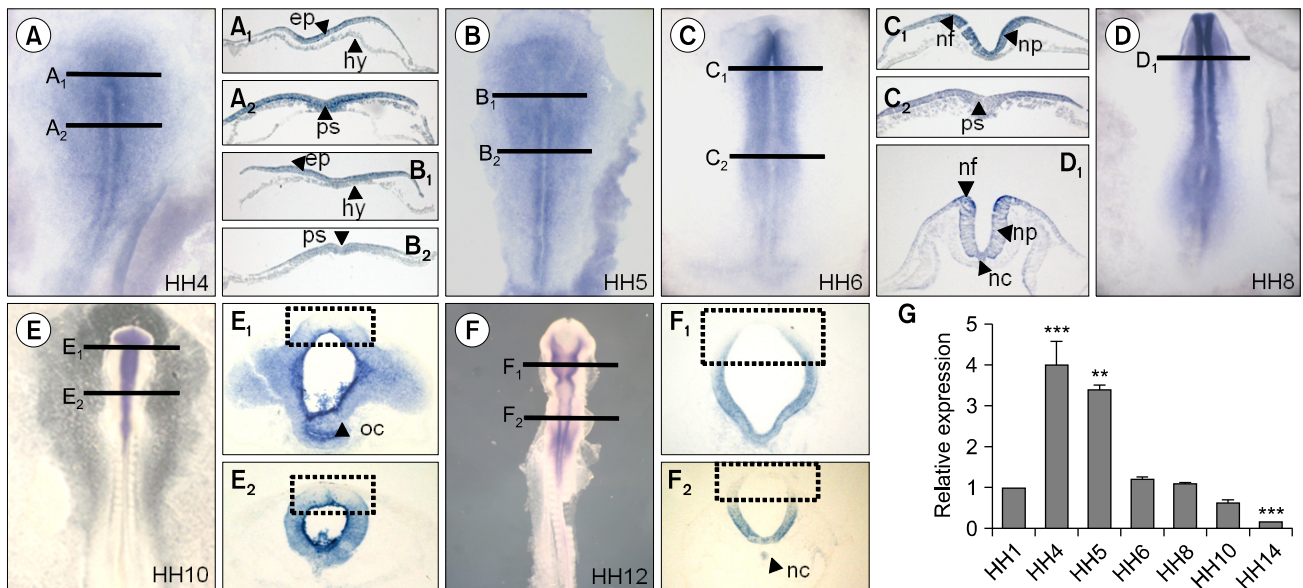 A
A1
A2
HH4
A1
ep
hy
A2
ps
ep
B1
hy
ps
B2
B
B1
B2
HH5
C
C1
C2
HH6
C1
nf
np
C2
ps
D1
nf
np
nc
D
D1
HH8
E
E1
E2
HH10
E1
oc
E2
F
F1
F2
HH12
F1
F2
nc
G
Relative expression
5
4
3
2
1
0
***
**
***
HH1
HH4
HH5
HH6
HH8
HH10
HH14